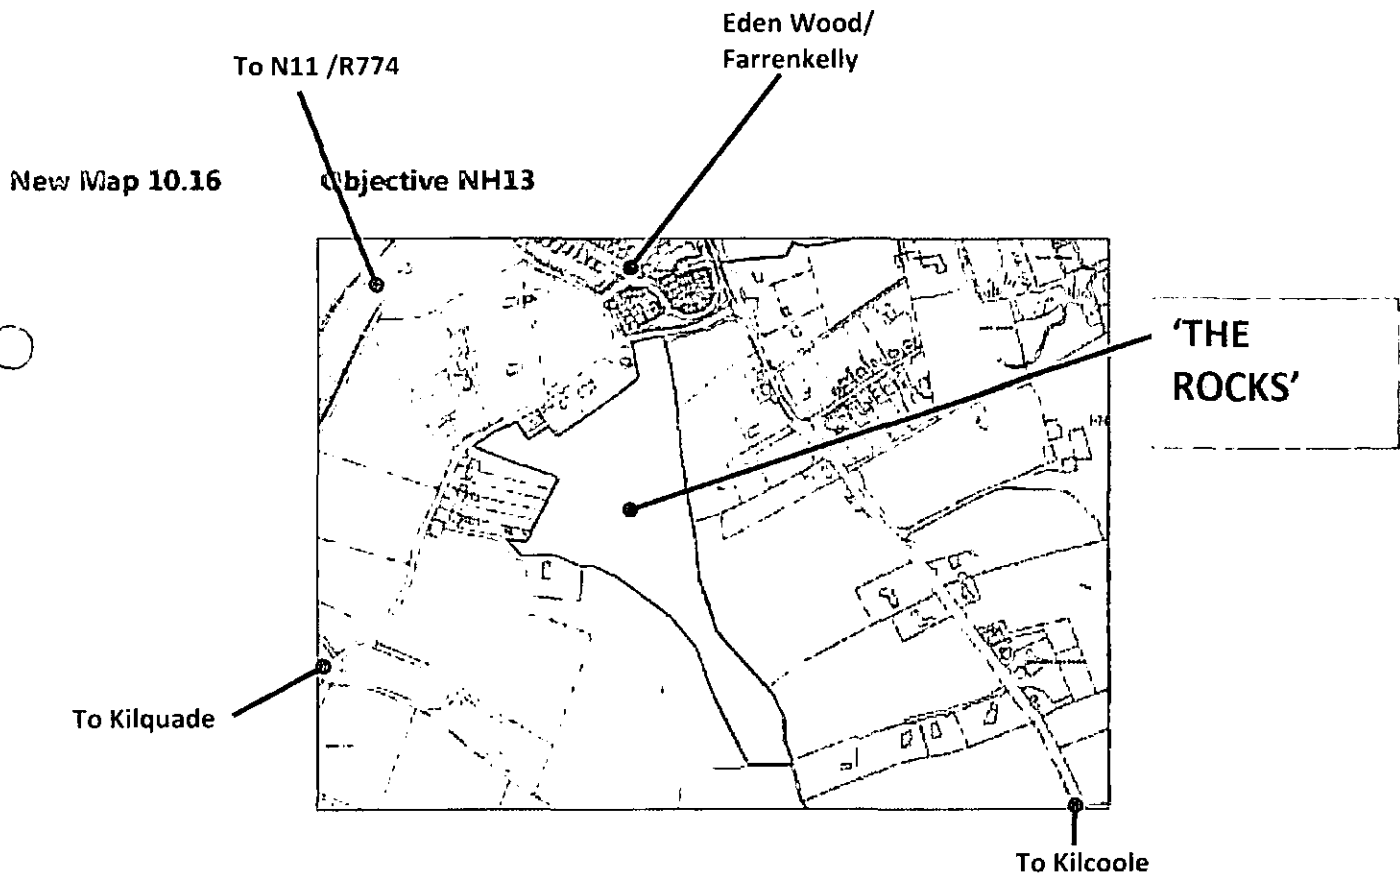 Eden Wood/
Farrenkelly
To N11 /R774
New Map 10.16 Objective NH13
'THE
ROCKS'
To Kilquade
To Kilcoole